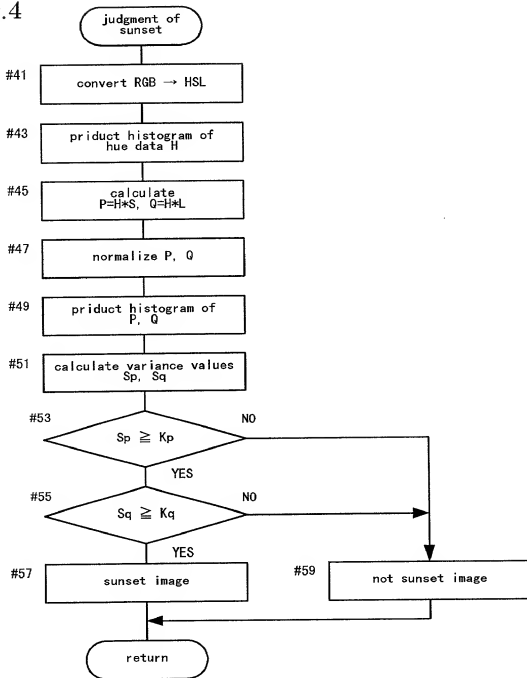 .4
judgment of
sunset
#41
convert RGB → HSL
#43
priduct histogram of
hue data H
#45
calculate
P=H*S, Q=H*L
#47
normalize P, Q
#49
priduct histogram of
P, Q
#51
calculate variance values
Sp, Sq
#53
Sp ≧ Kp
NO
YES
#55
Sq ≧ Kq
NO
YES
#57
sunset image
#59
not sunset image
return